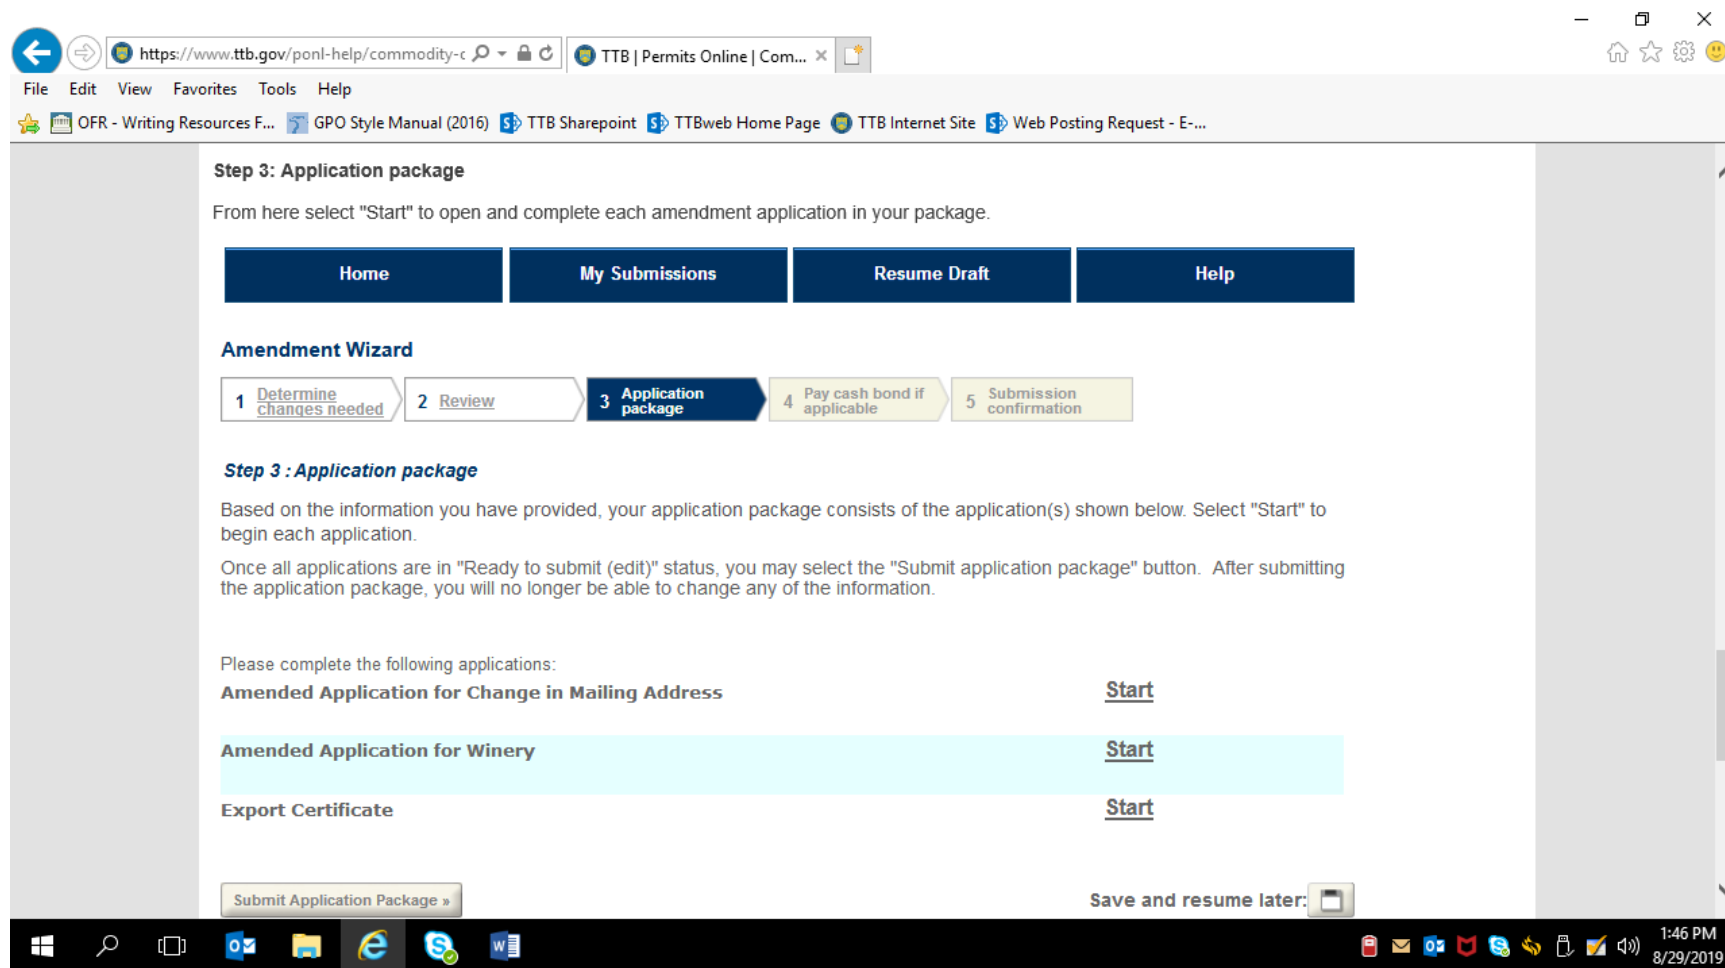 https://www.ttb.gov/ponl-help/commodity-c
TTB | Permits Online | Com...
File Edit View Favorites Tools Help
OFR - Writing Resources F... GPO Style Manual (2016) TTB Sharepoint TTBweb Home Page TTB Internet Site Web Posting Request - E-...
Step 3: Application package
From here select "Start" to open and complete each amendment application in your package.
Home My Submissions Resume Draft Help
Amendment Wizard
1 Determine changes needed 2 Review 3 Application package 4 Pay cash bond if applicable 5 Submission confirmation
Step 3 : Application package
Based on the information you have provided, your application package consists of the application(s) shown below. Select "Start" to
begin each application.
Once all applications are in "Ready to submit (edit)" status, you may select the "Submit application package" button. After submitting
the application package, you will no longer be able to change any of the information.
Please complete the following applications:
Amended Application for Change in Mailing Address Start
Amended Application for Winery Start
Export Certificate Start
Submit Application Package » Save and resume later:
1:46 PM
8/29/2019